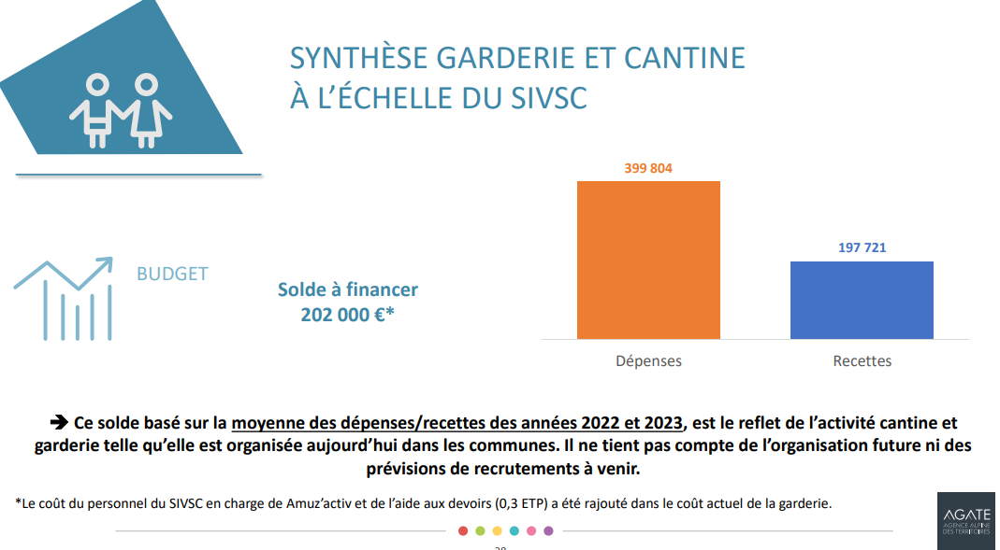 SYNTHÈSE GARDERIE ET CANTINE
À L’ÉCHELLE DU SIVSC
399 804
197 721
BUDGET
Solde à financer
202 000 €*
Dépenses
Recettes
➔ Ce solde basé sur la moyenne des dépenses/recettes des années 2022 et 2023, est le reflet de l’activité cantine et
garderie telle qu’elle est organisée aujourd’hui dans les communes. Il ne tient pas compte de l’organisation future ni des
prévisions de recrutements à venir.
*Le coût du personnel du SIVSC en charge de Amuz’activ et de l’aide aux devoirs (0,3 ETP) a été rajouté dans le coût actuel de la garderie.
AGATE
AGENCE ALPINE
DES TERRITOIRES